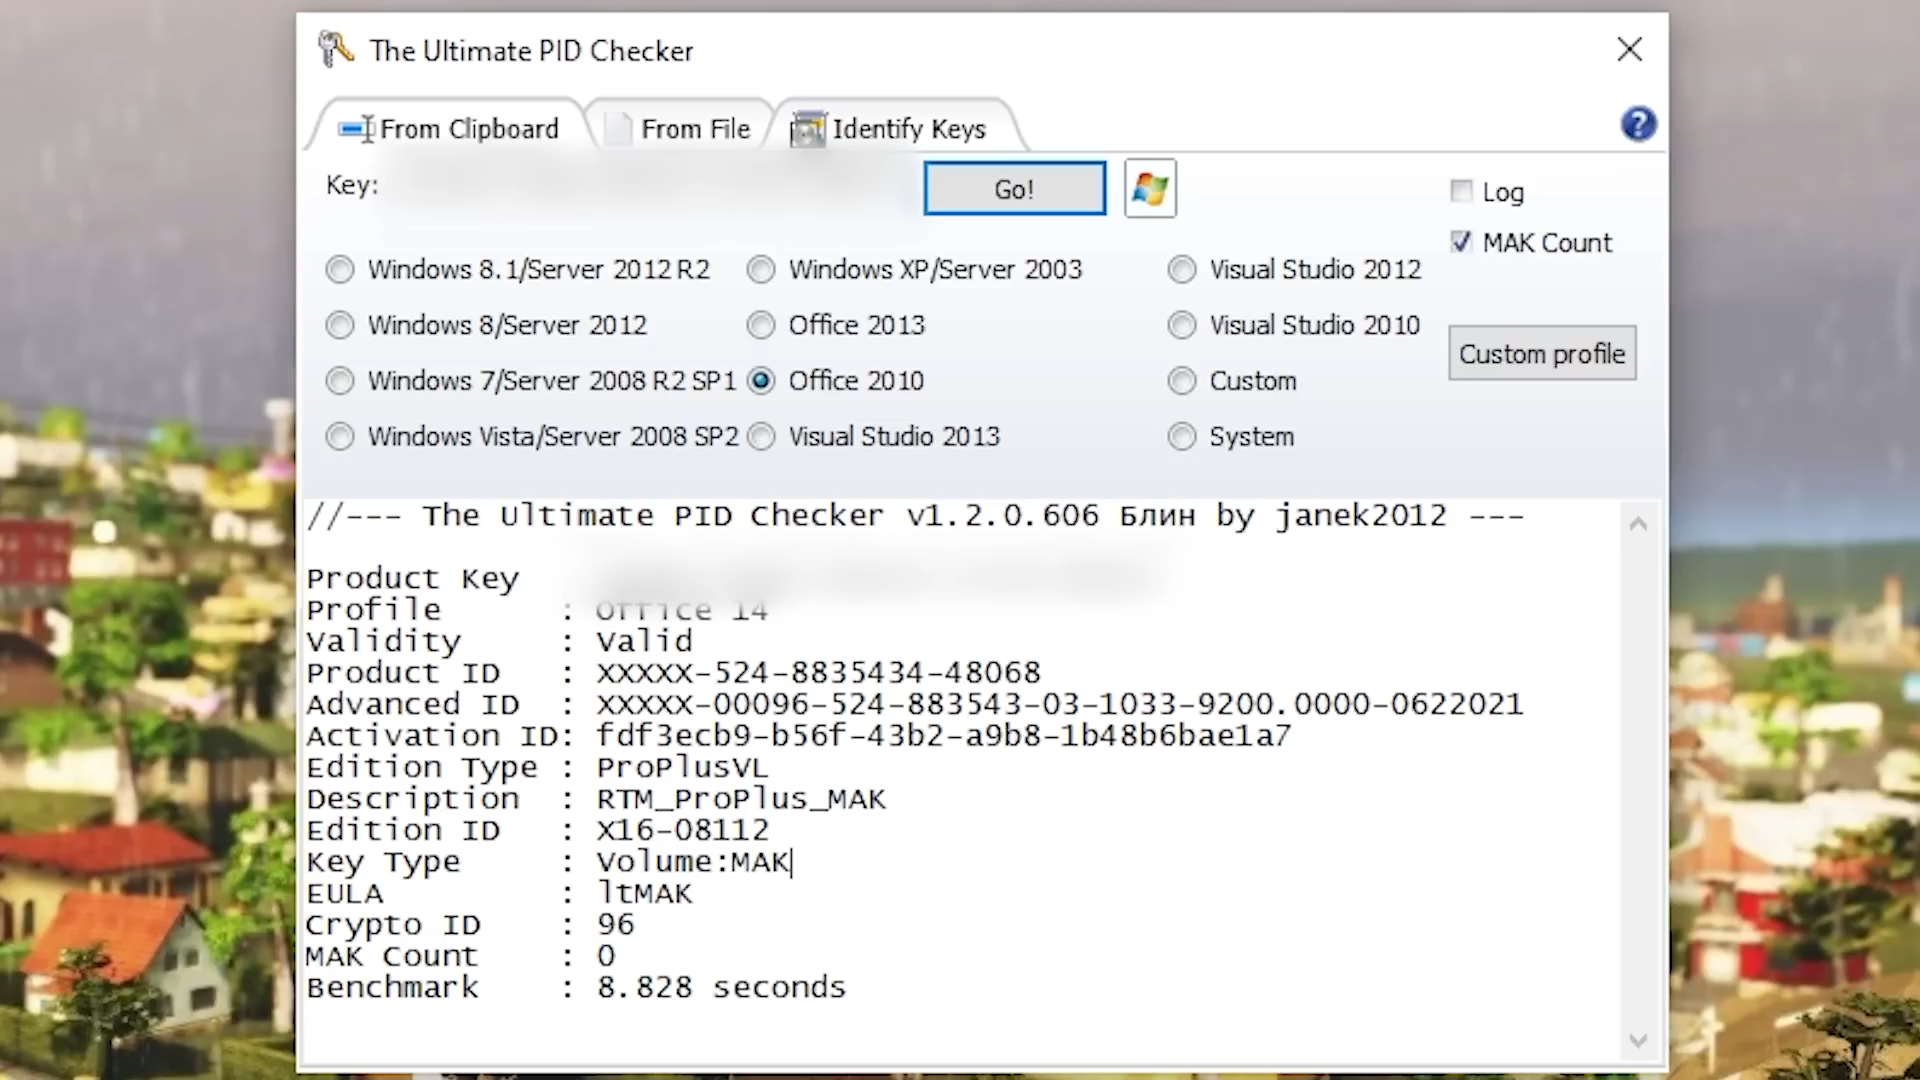 The Ultimate PID Checker
From Clipboard From File Identify Keys
Key: Go! Log
MAK Count
Windows 8.1/Server 2012 R2 Windows XP/Server 2003 Visual Studio 2012
Windows 8/Server 2012 Office 2013 Visual Studio 2010
Custom profile
Windows 7/Server 2008 R2 SP1 Office 2010 Custom
Windows Vista/Server 2008 SP2 Visual Studio 2013 System
//--- The Ultimate PID Checker v1.2.0.606 Блин by janek2012 ---
Product Key
Profile : Office 14
Validity : Valid
Product ID : XXXXX-524-8835434-48068
Advanced ID : XXXXX-00096-524-883543-03-1033-9200.0000-0622021
Activation ID: fdf3ecb9-b56f-43b2-a9b8-1b48b6bae1a7
Edition Type : ProPlusVL
Description : RTM_ProPlus_MAK
Edition ID : X16-08112
Key Type : Volume:MAK
EULA : ltMAK
Crypto ID : 96
MAK Count : 0
Benchmark : 8.828 seconds